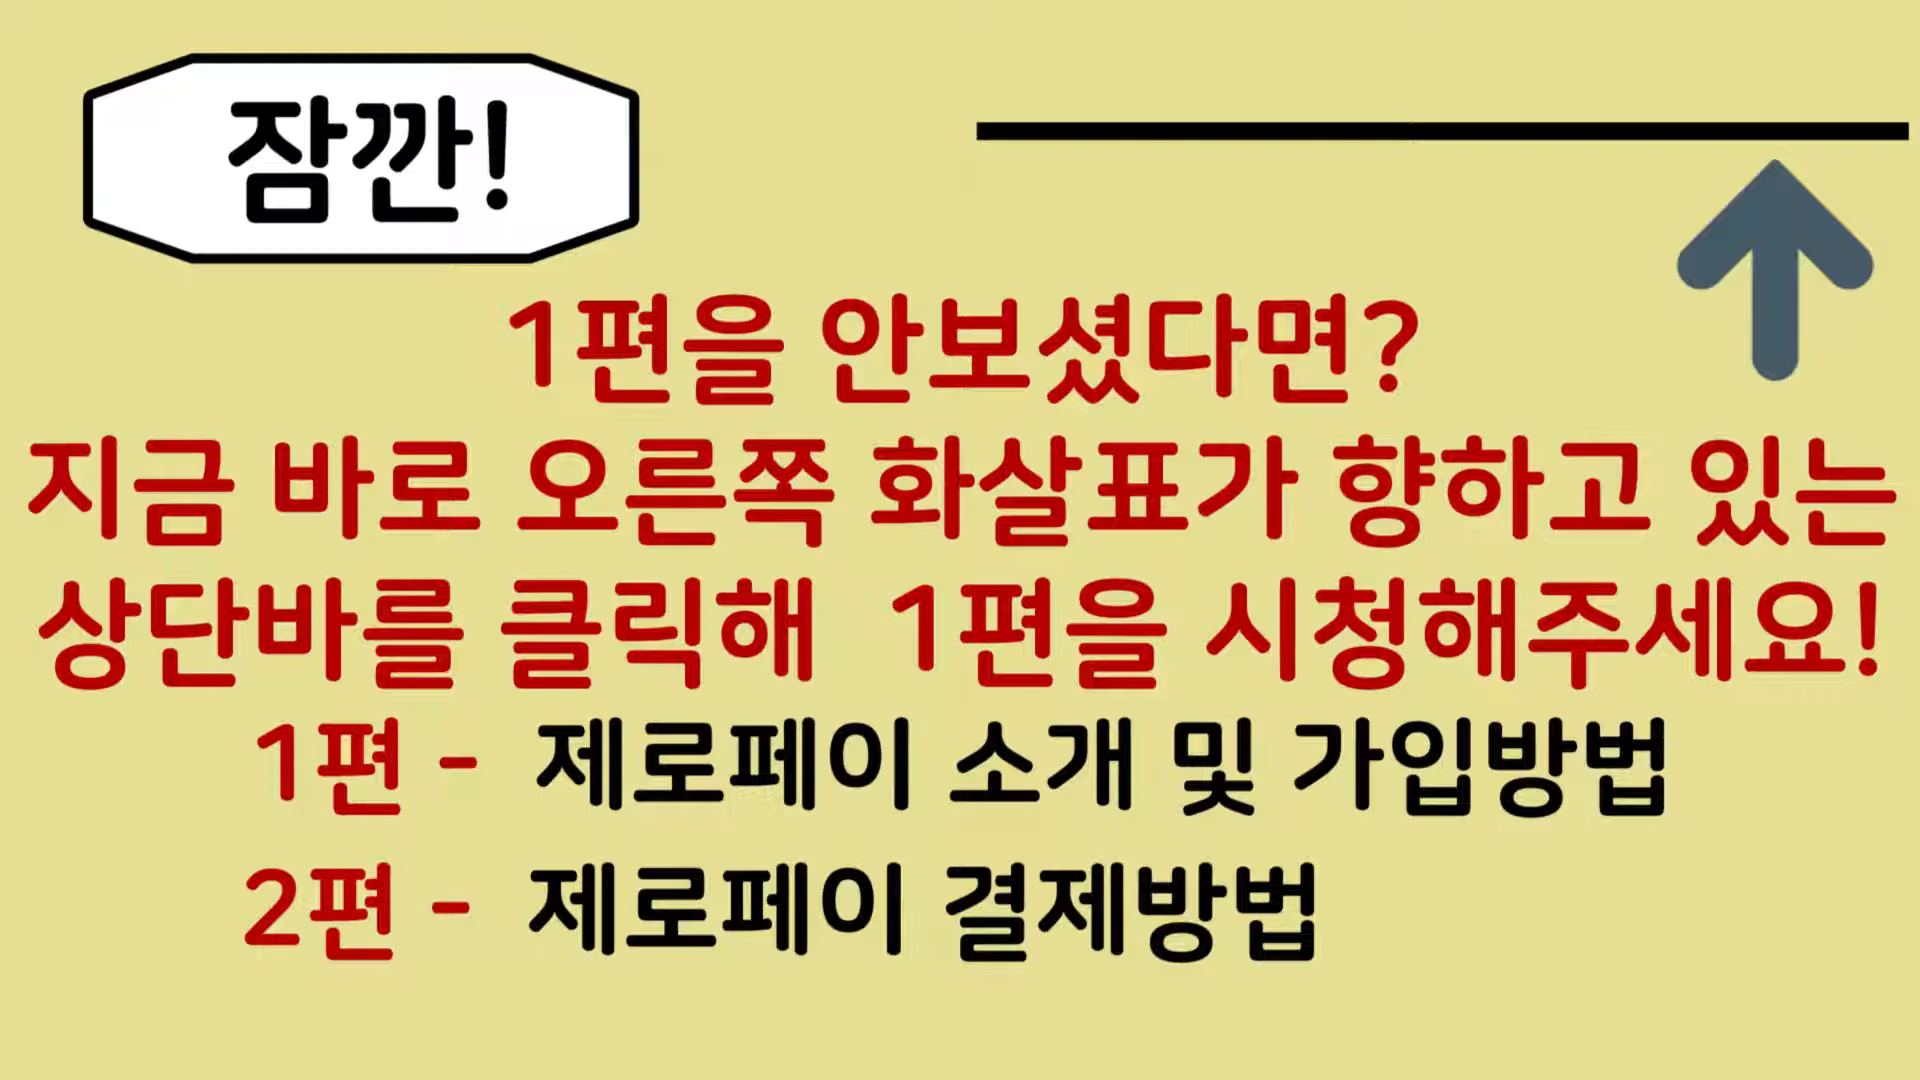 잠깐!
1편을 안보셨다면?
지금 바로 오른쪽 화살표가 향하고 있는
상단바를 클릭해 1편을 시청해주세요!
1편 - 제로페이 소개 및 가입방법
2편 - 제로페이 결제방법